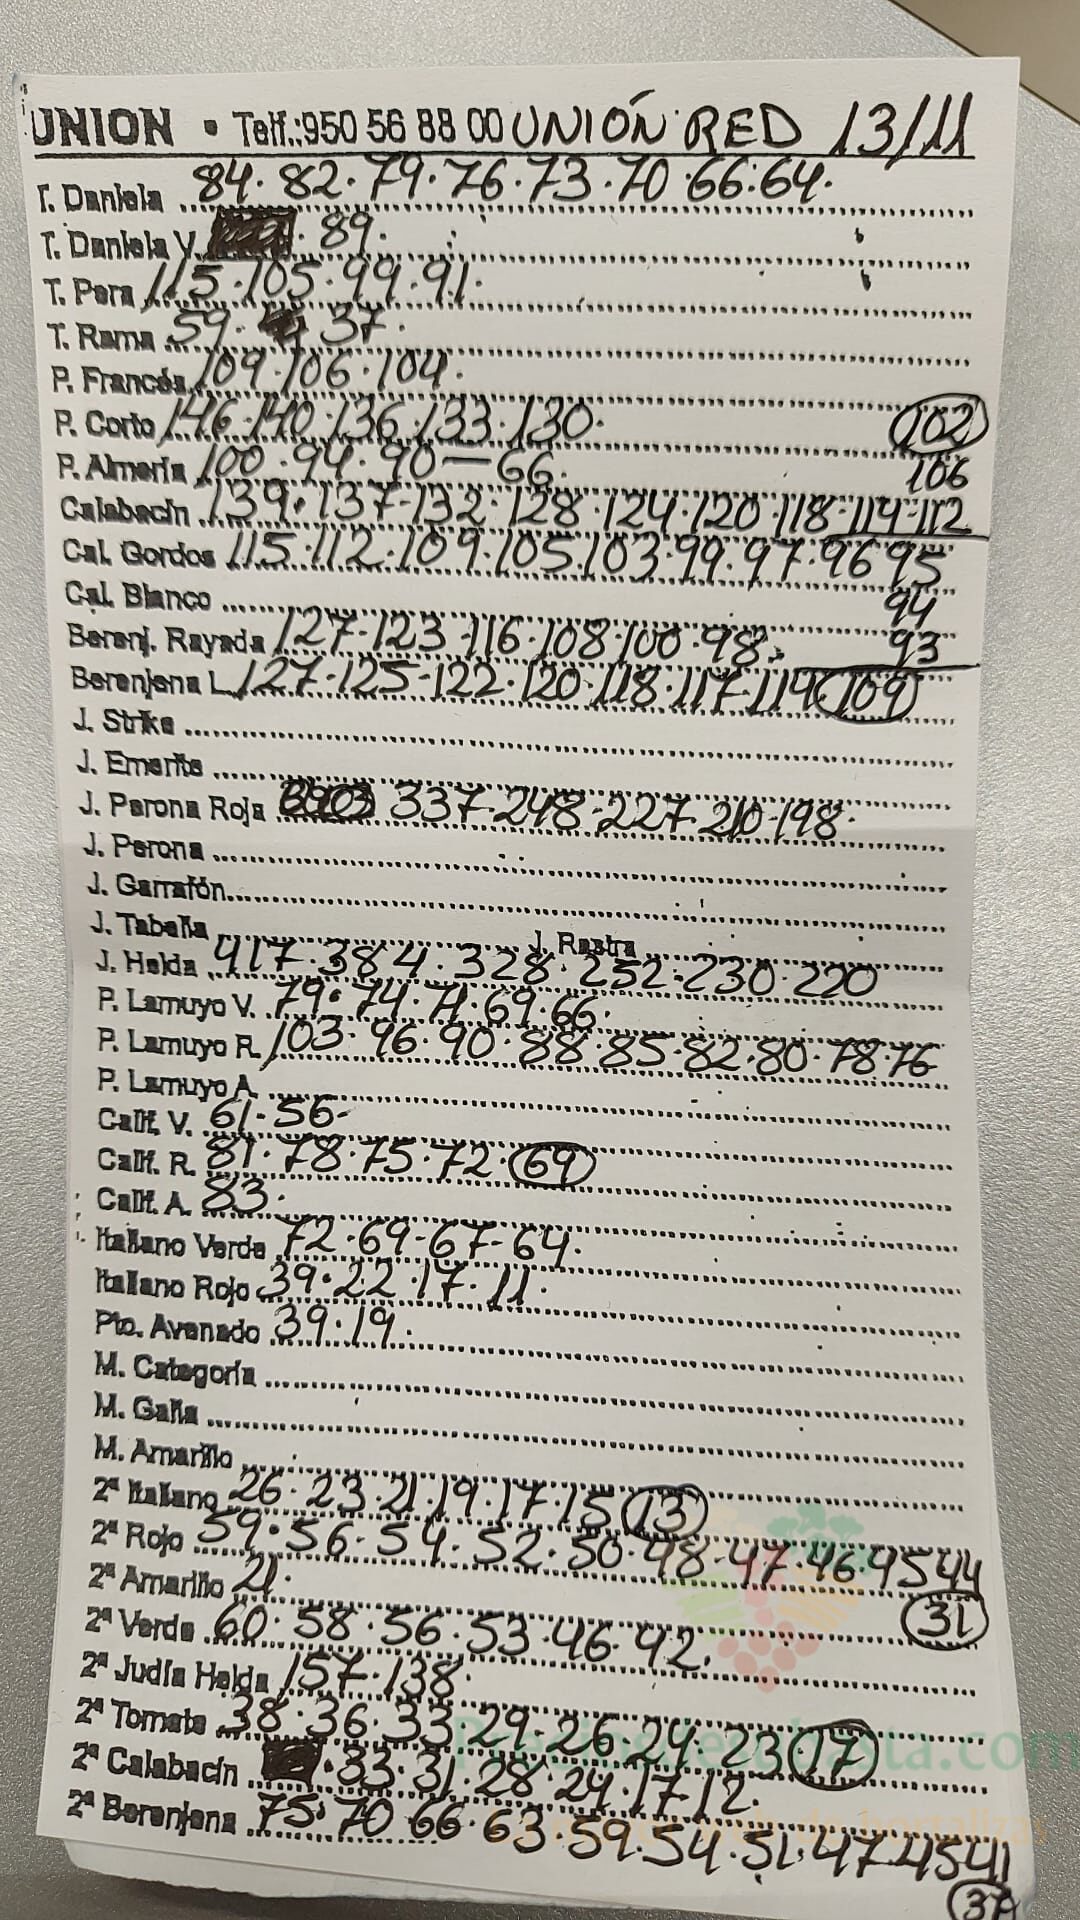 UNION • Telf.:950 56 88 00 UNIÓN RED 13/11
T. Daniela 84. 82. 79. 76. 73. 70. 66. 64.
T. Daniela V. 89.
T. Pera 115. 105. 99. 91.
T. Rama 59. 37.
P. Francés 109. 106. 104.
P. Corto 146. 140. 136. 133. 130. 102
P. Almería 100. 94. 90 — 66. 106
Calabacín 139. 137- 132. 128. 124. 120. 118. 114. 112
Cal. Gordos 115. 112. 109. 105. 103. 99. 97. 96 95
Cal. Blanco 94
Berenj. Rayada 127- 123. 116. 108. 100. 98. 93
Berenjena L. 127. 125- 122. 120. 118. 117. 114 109
J. Strike
J. Emerite
J. Perona Roja 337- 248. 227. 210. 198.
J. Perona
J. Garrafón
J. Tabella J. Rastra
J. Helda 417. 384. 328. 252. 230. 220
P. Lamuyo V. 79. 74. 71. 69. 66.
P. Lamuyo R. 103. 96. 90. 88. 85. 82. 80. 78. 76
P. Lamuyo A.
Calif. V. 61. 56-
Calif. R. 81. 78. 75. 72. 69
Calif. A. 83.
Italiano Verde 72. 69- 67- 64.
Italiano Rojo 39. 22. 17. 11.
Pto. Avenado 39. 19.
M. Categoría
M. Galia
M. Amarillo
2ª Italiano 26. 23. 21. 19. 17. 15 13
2ª Rojo 59. 56. 54. 52. 50. 48. 47. 46. 45 44
2ª Amarillo 21. 31
2ª Verde 60. 58. 56. 53. 46. 42.
2ª Judía Helda 157. 138.
2ª Tomate 38. 36. 33. 29- 26. 24. 23. 17
2ª Calabacín 33. 31. 28. 24. 17. 12.
2ª Berenjena 75. 70. 66. 63. 59. 54. 51. 47. 45 41